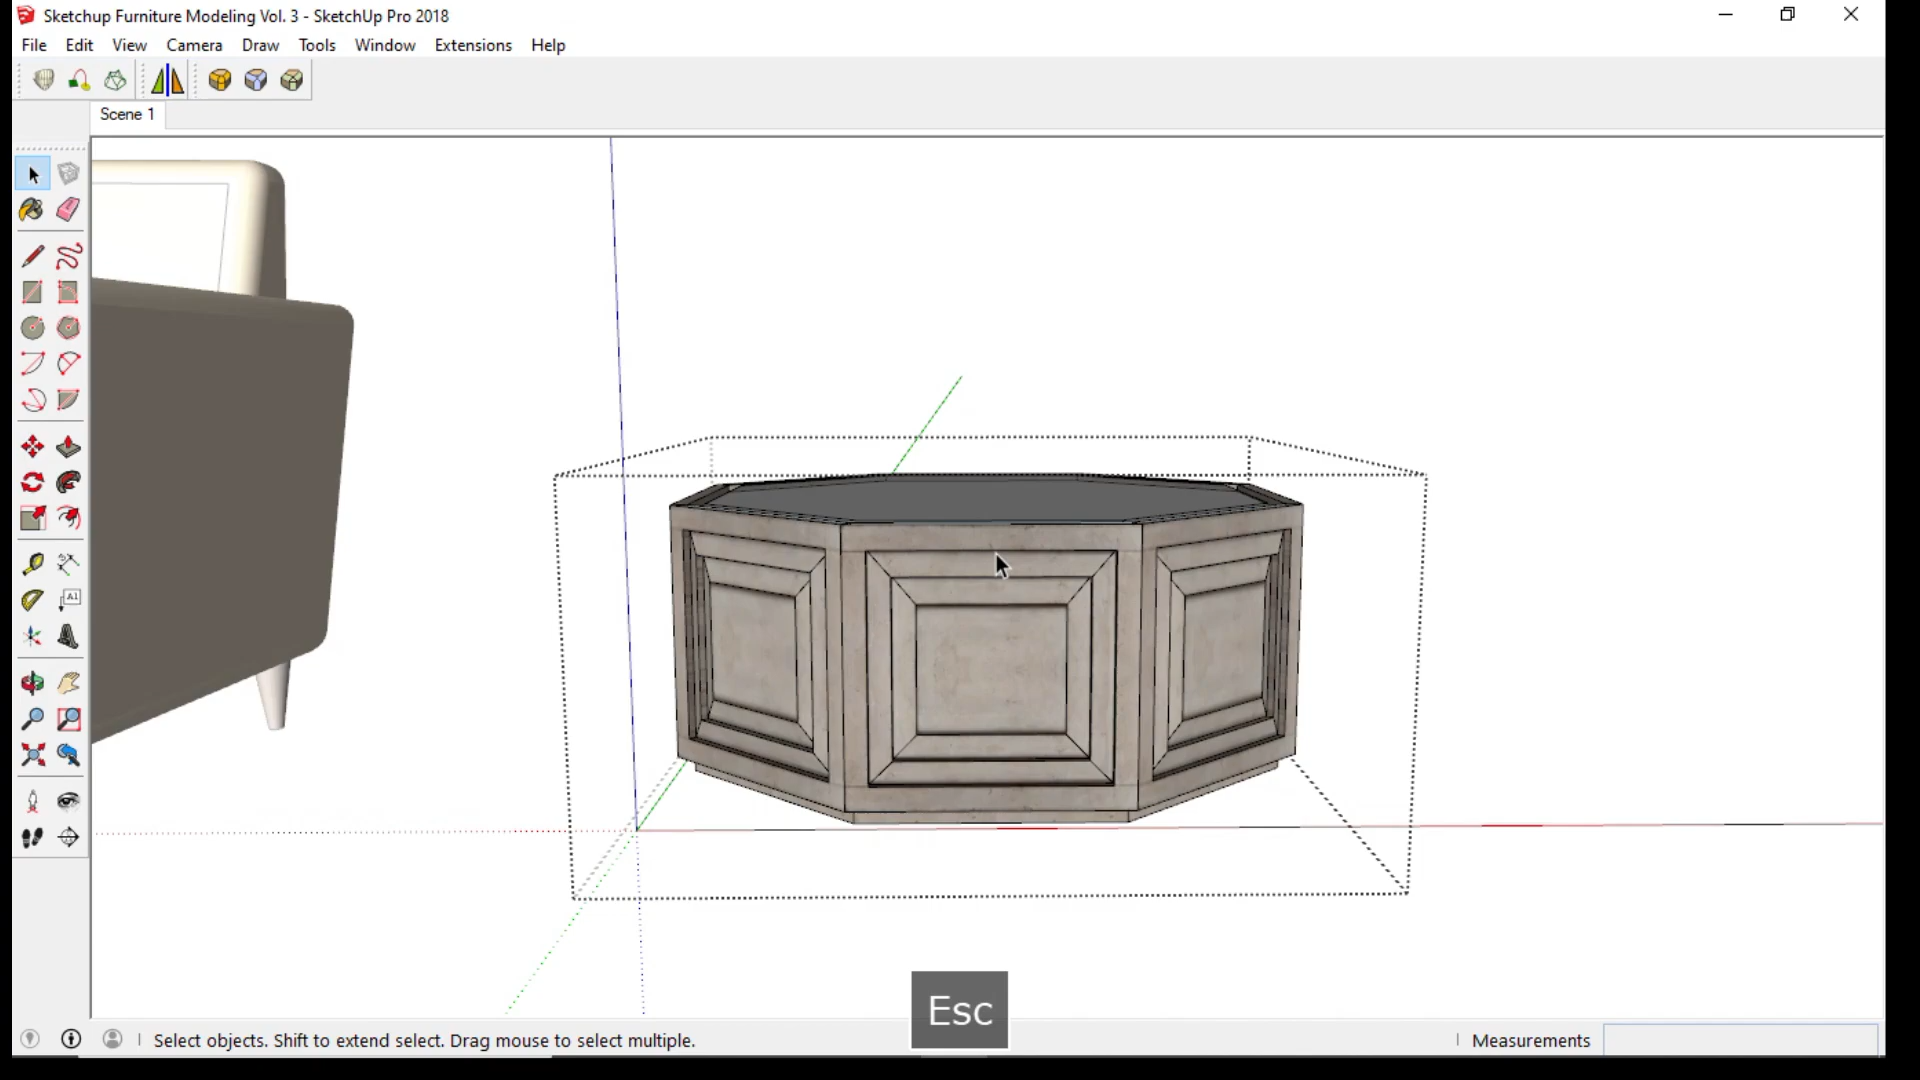 Sketchup Furniture Modeling Vol. 3 - SketchUp Pro 2018
File Edit View Camera Draw Tools Window Extensions Help
Scene 1
A1
Esc
Select objects. Shift to extend select. Drag mouse to select multiple.
Measurements